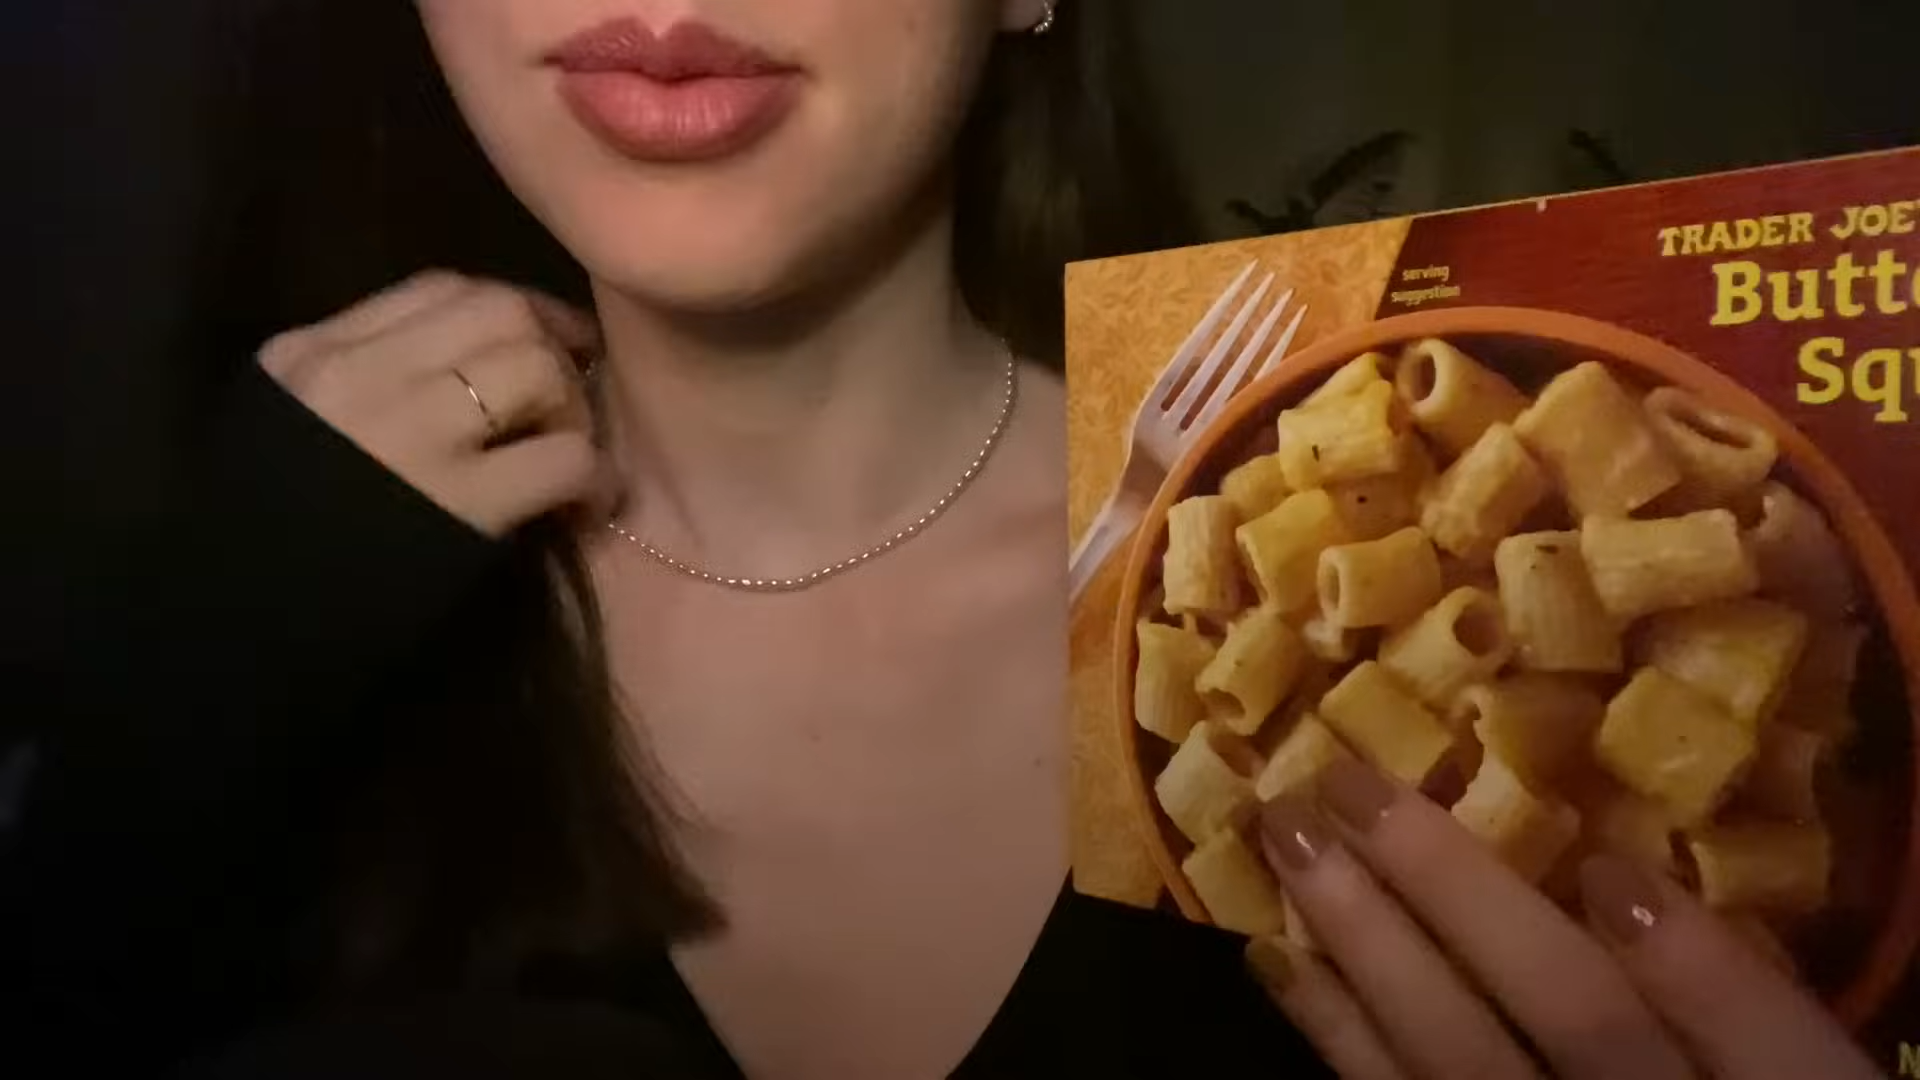 serving
suggestion
TRADER JOE'
Butte
Squ
N